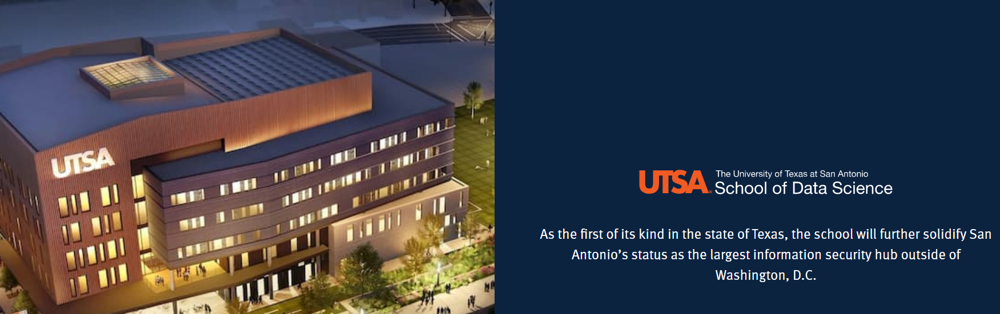 UTSA
UTSA® The University of Texas at San Antonio
School of Data Science
As the first of its kind in the state of Texas, the school will further solidify San
Antonio's status as the largest information security hub outside of
Washington, D.C.